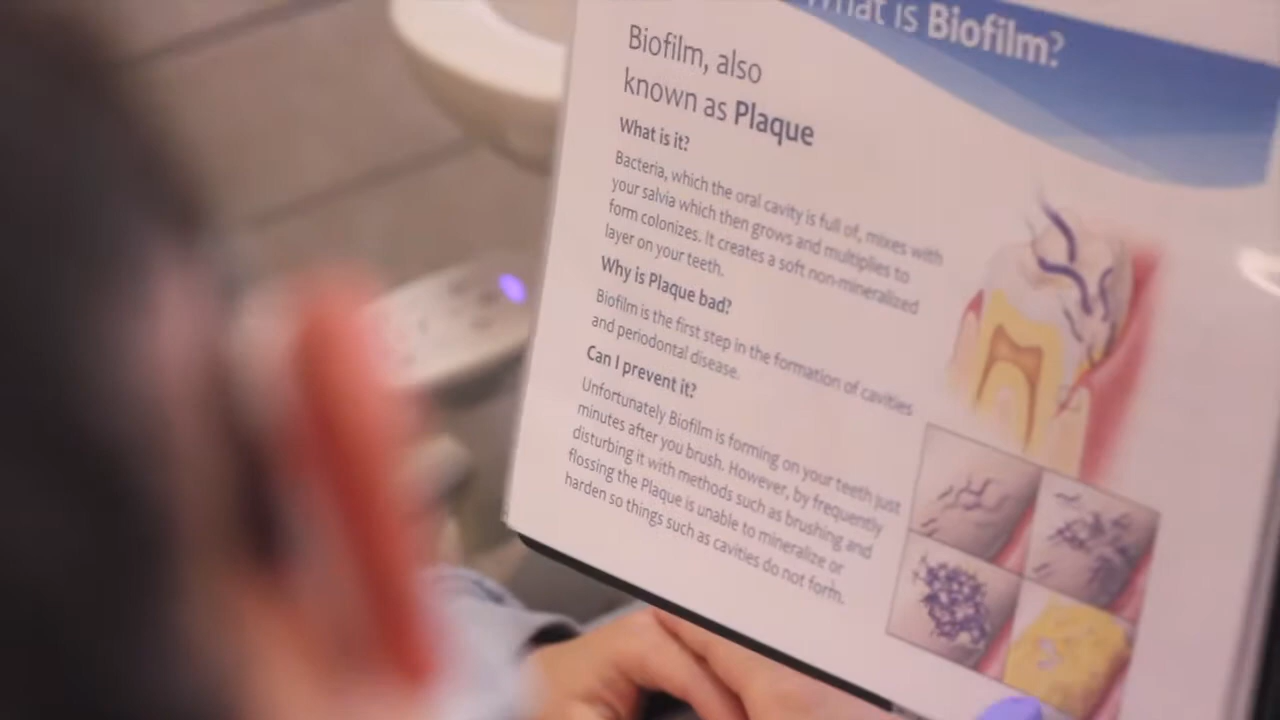 What is Biofilm?
Biofilm, also
known as Plaque
What is it?
Bacteria, which the oral cavity is full of, mixes with
your salvia which then grows and multiplies to
form colonizes. It creates a soft non-mineralized
layer on your teeth.
Why is Plaque bad?
Biofilm is the first step in the formation of cavities
and periodontal disease.
Can I prevent it?
Unfortunately Biofilm is forming on your teeth just
minutes after you brush. However, by frequently
disturbing it with methods such as brushing and
flossing the Plaque is unable to mineralize or
harden so things such as cavities do not form.